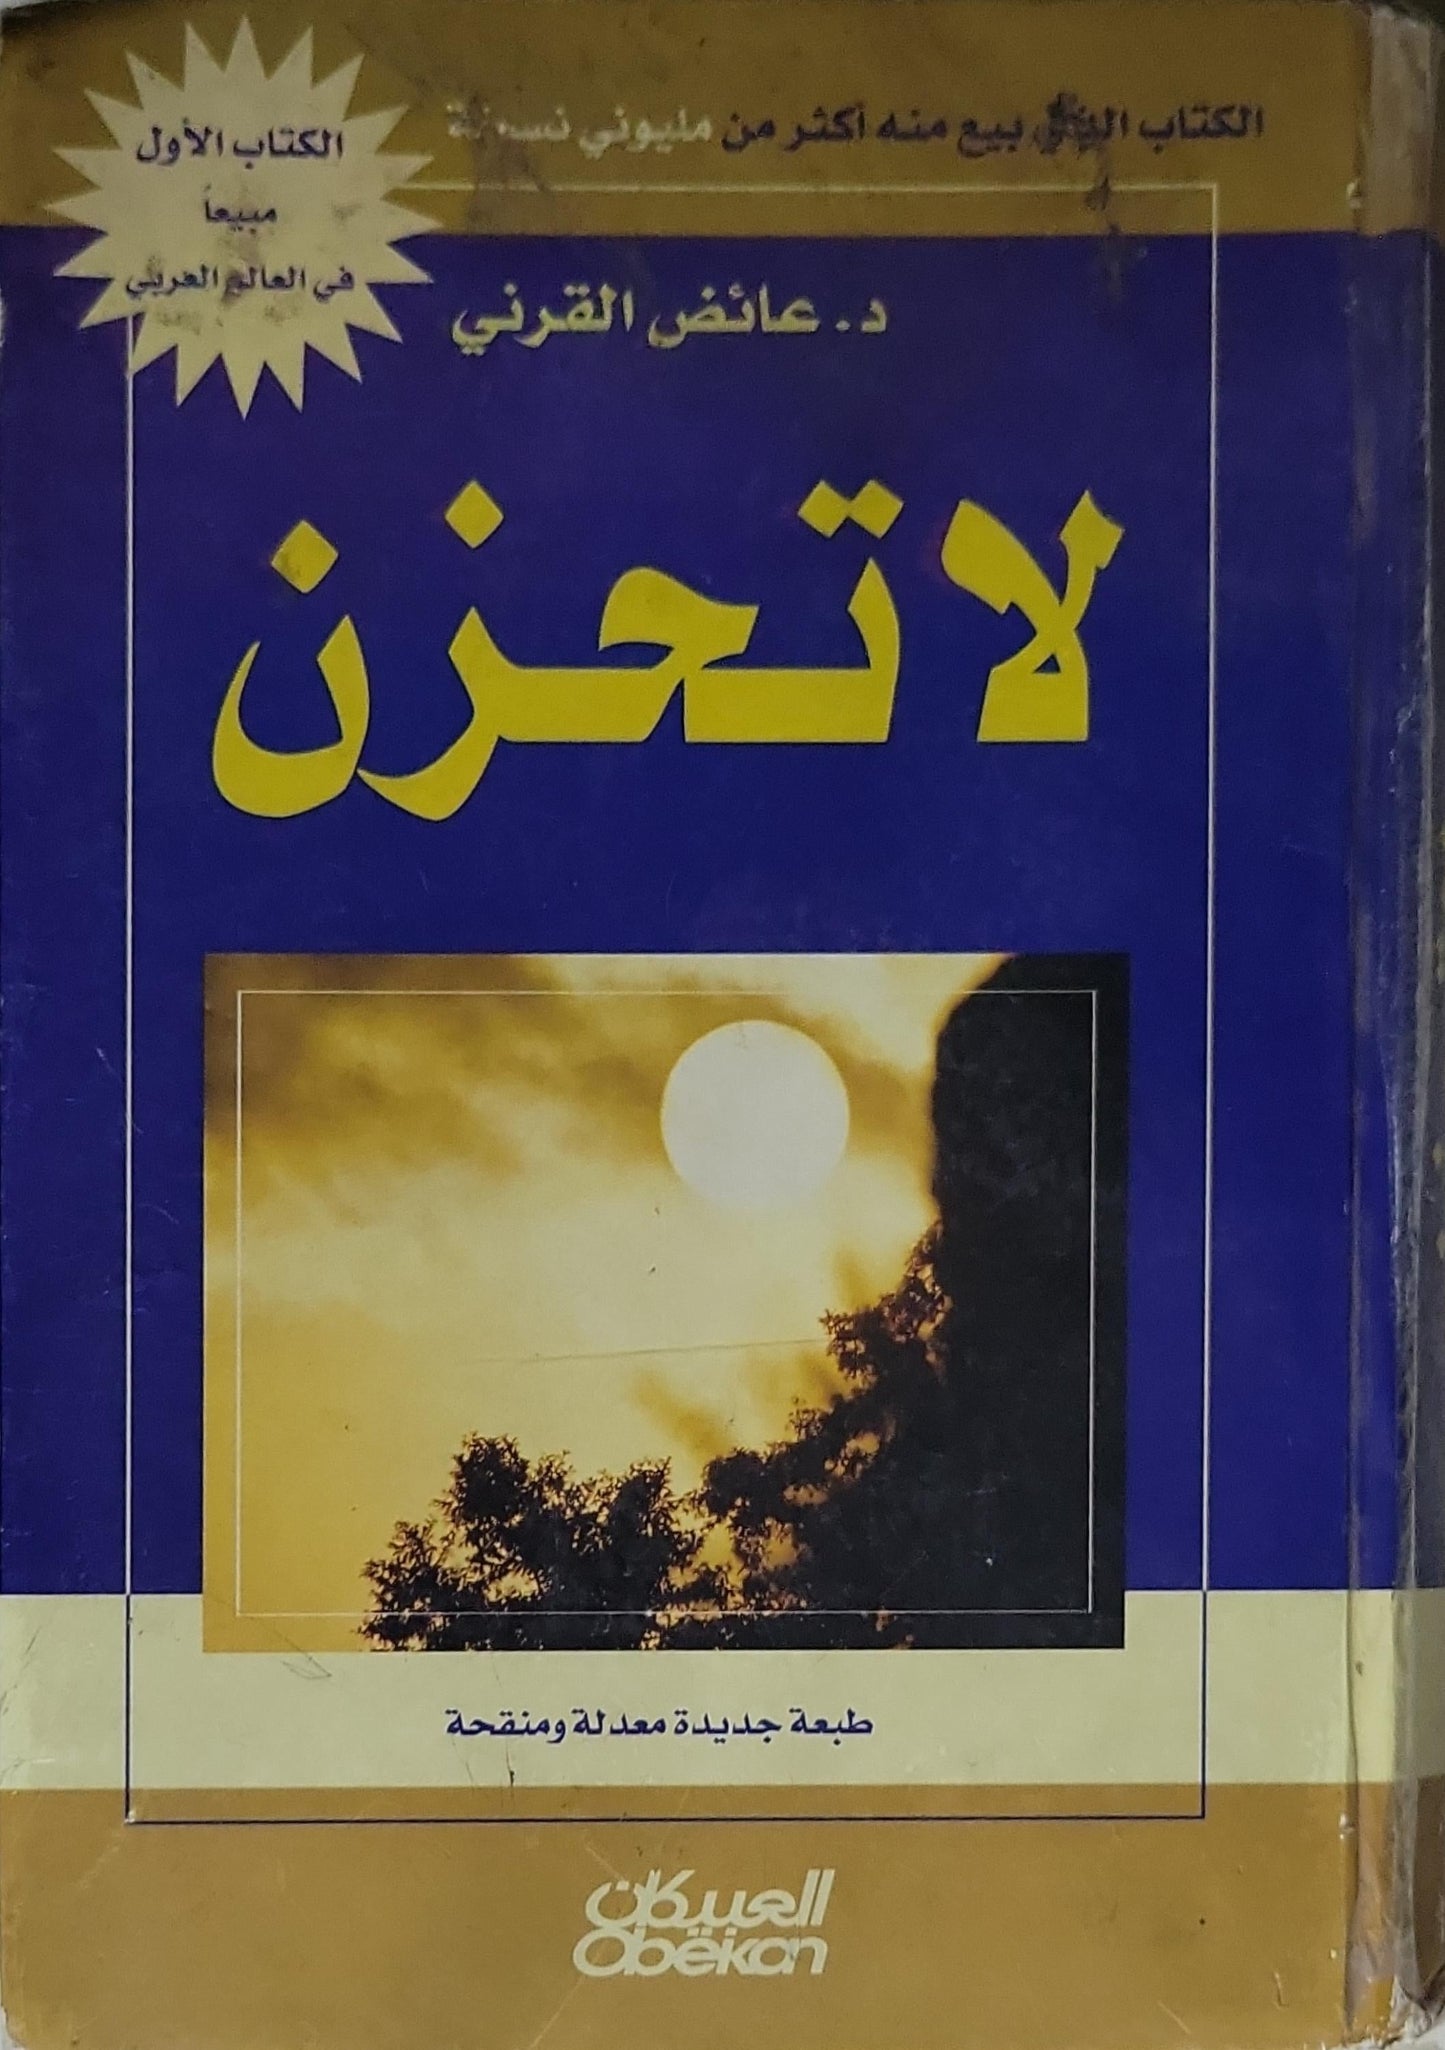 الكتاب الذي بيع منه أكثر من مليوني نسخة
الكتاب الأول
مبيعاً
في العالم العربي
د. عائض القرني
لا تحزن
طبعة جديدة معدلة ومنقحة
العبيكان
Obēkan